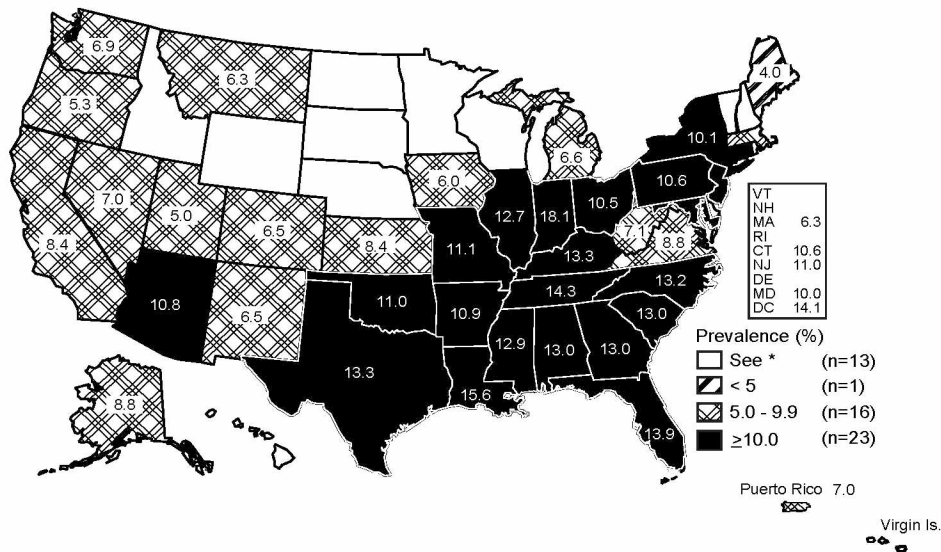 6.9
6.3
4.0
5.3
10.1
6.6
6.0
10.6
7.0
5.0
12.7
18.1
10.5
7.1
8.4
6.5
8.4
11.1
13.3
8.8
10.8
6.5
11.0
10.9
14.3
13.2
13.0
13.3
12.9
13.0
13.0
15.6
13.9
8.8
VT
NH
MA 6.3
RI
CT 10.6
NJ 11.0
DE
MD 10.0
DC 14.1
Prevalence (%)
See * (n=13)
< 5 (n=1)
5.0 - 9.9 (n=16)
≥10.0 (n=23)
Puerto Rico 7.0
Virgin Is.